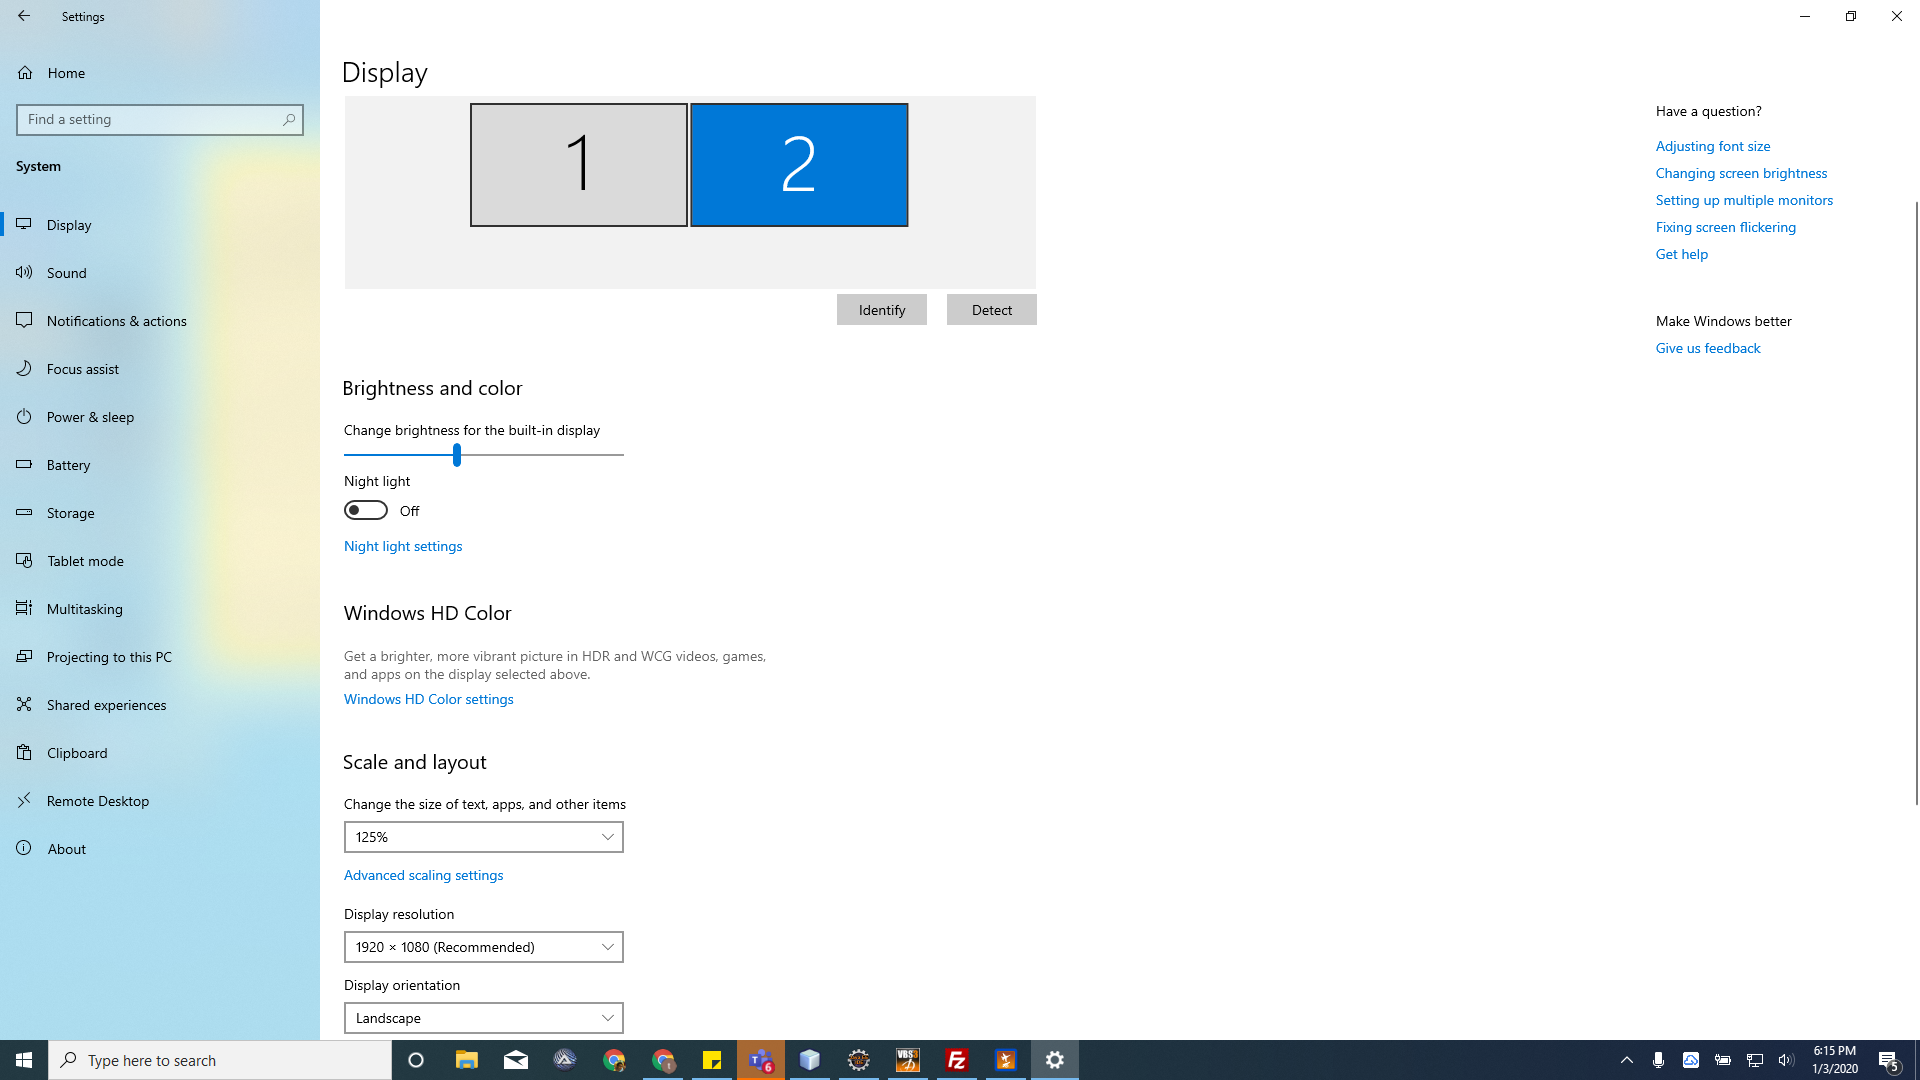 Settings
Home
Find a setting
System
Display
Sound
Notifications & actions
Focus assist
Power & sleep
Battery
Storage
Tablet mode
Multitasking
Projecting to this PC
Shared experiences
Clipboard
Remote Desktop
About
Display
1
2
Identify
Detect
Brightness and color
Change brightness for the built-in display
Night light
Off
Night light settings
Windows HD Color
Get a brighter, more vibrant picture in HDR and WCG videos, games,
and apps on the display selected above.
Windows HD Color settings
Scale and layout
Change the size of text, apps, and other items
125%
Advanced scaling settings
Display resolution
1920 × 1080 (Recommended)
Display orientation
Landscape
Have a question?
Adjusting font size
Changing screen brightness
Setting up multiple monitors
Fixing screen flickering
Get help
Make Windows better
Give us feedback
Type here to search
T
6
VBS3
FZ
6:15 PM
1/3/2020
5